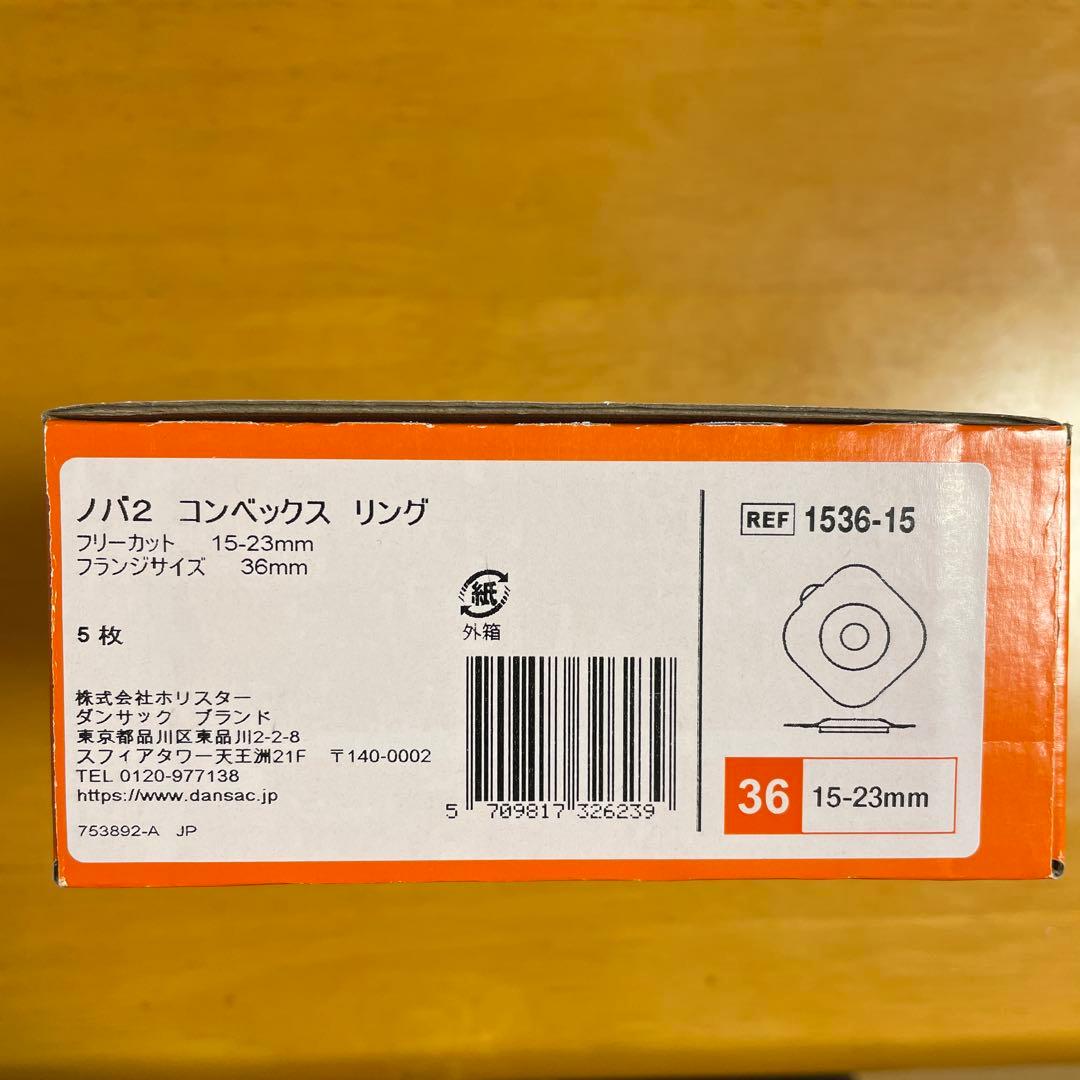 ノバ2 コンベックス リング
フリーカット 15-23mm
フランジサイズ 36mm
5枚
紙
外箱
株式会社ホリスター
ダンサック ブランド
東京都品川区東品川2-2-8
スフィアタワー天王洲21F 〒140-0002
TEL 0120-977138
https://www.dansac.jp
753892-A JP
5 709817 326239
REF 1536-15
36 15-23mm